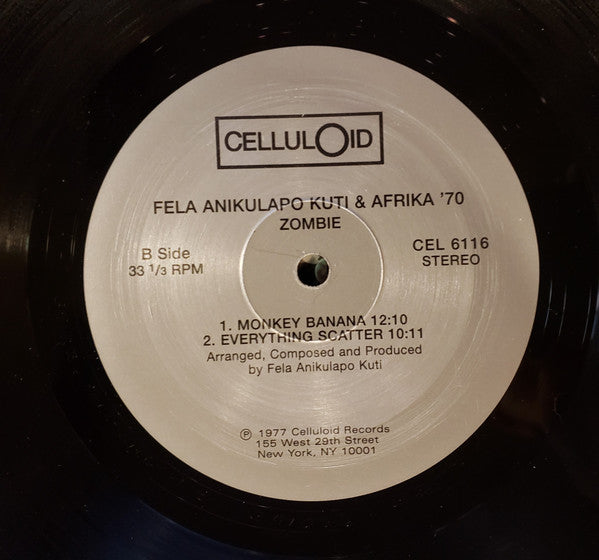 CELLULOID
FELA ANIKULAPO KUTI & AFRIKA '70
ZOMBIE
B Side
33 1/3 RPM
CEL 6116
STEREO
1. MONKEY BANANA 12:10
2. EVERYTHING SCATTER 10:11
Arranged, Composed and Produced
by Fela Anikulapo Kuti
℗ 1977 Celluloid Records
155 West 29th Street
New York, NY 10001